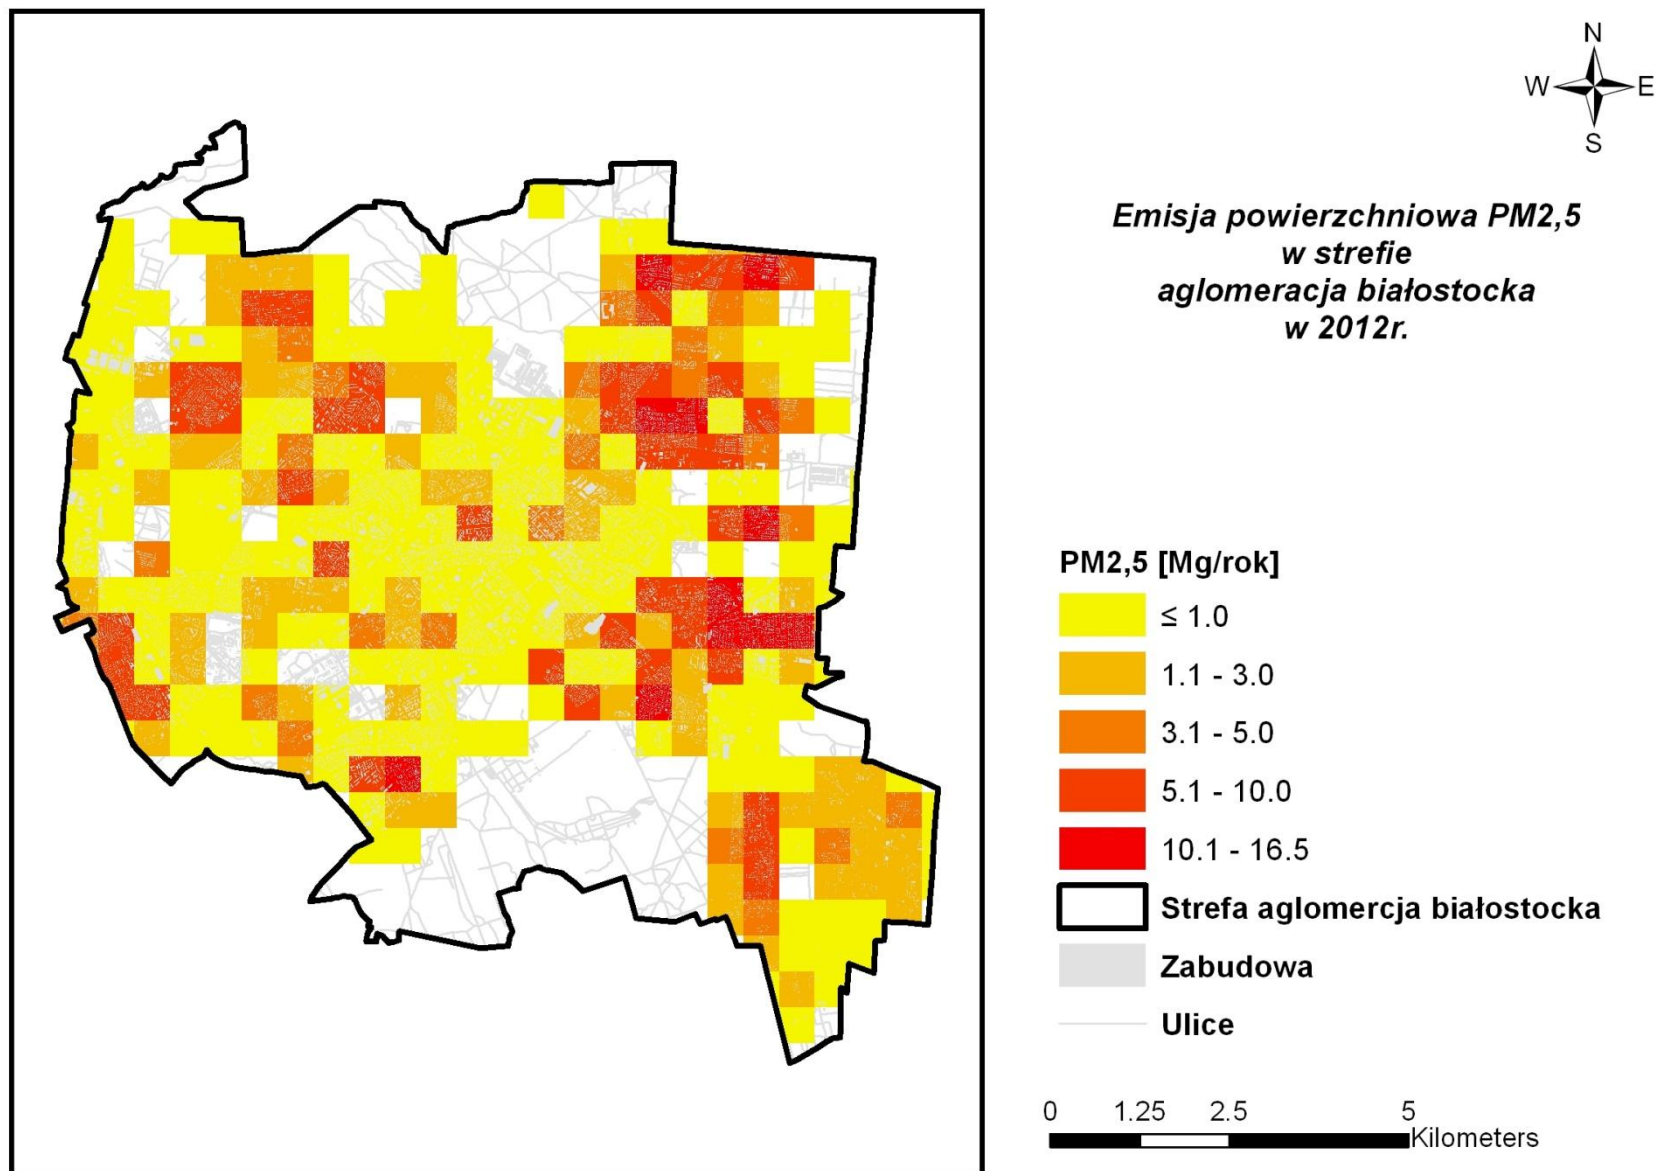 N
W E
S
Emisja powierzchniowa PM2,5
w strefie
aglomeracja białostocka
w 2012r.
PM2,5 [Mg/rok]
≤ 1.0
1.1 - 3.0
3.1 - 5.0
5.1 - 10.0
10.1 - 16.5
Strefa aglomercja białostocka
Zabudowa
Ulice
0 1.25 2.5 5
Kilometers